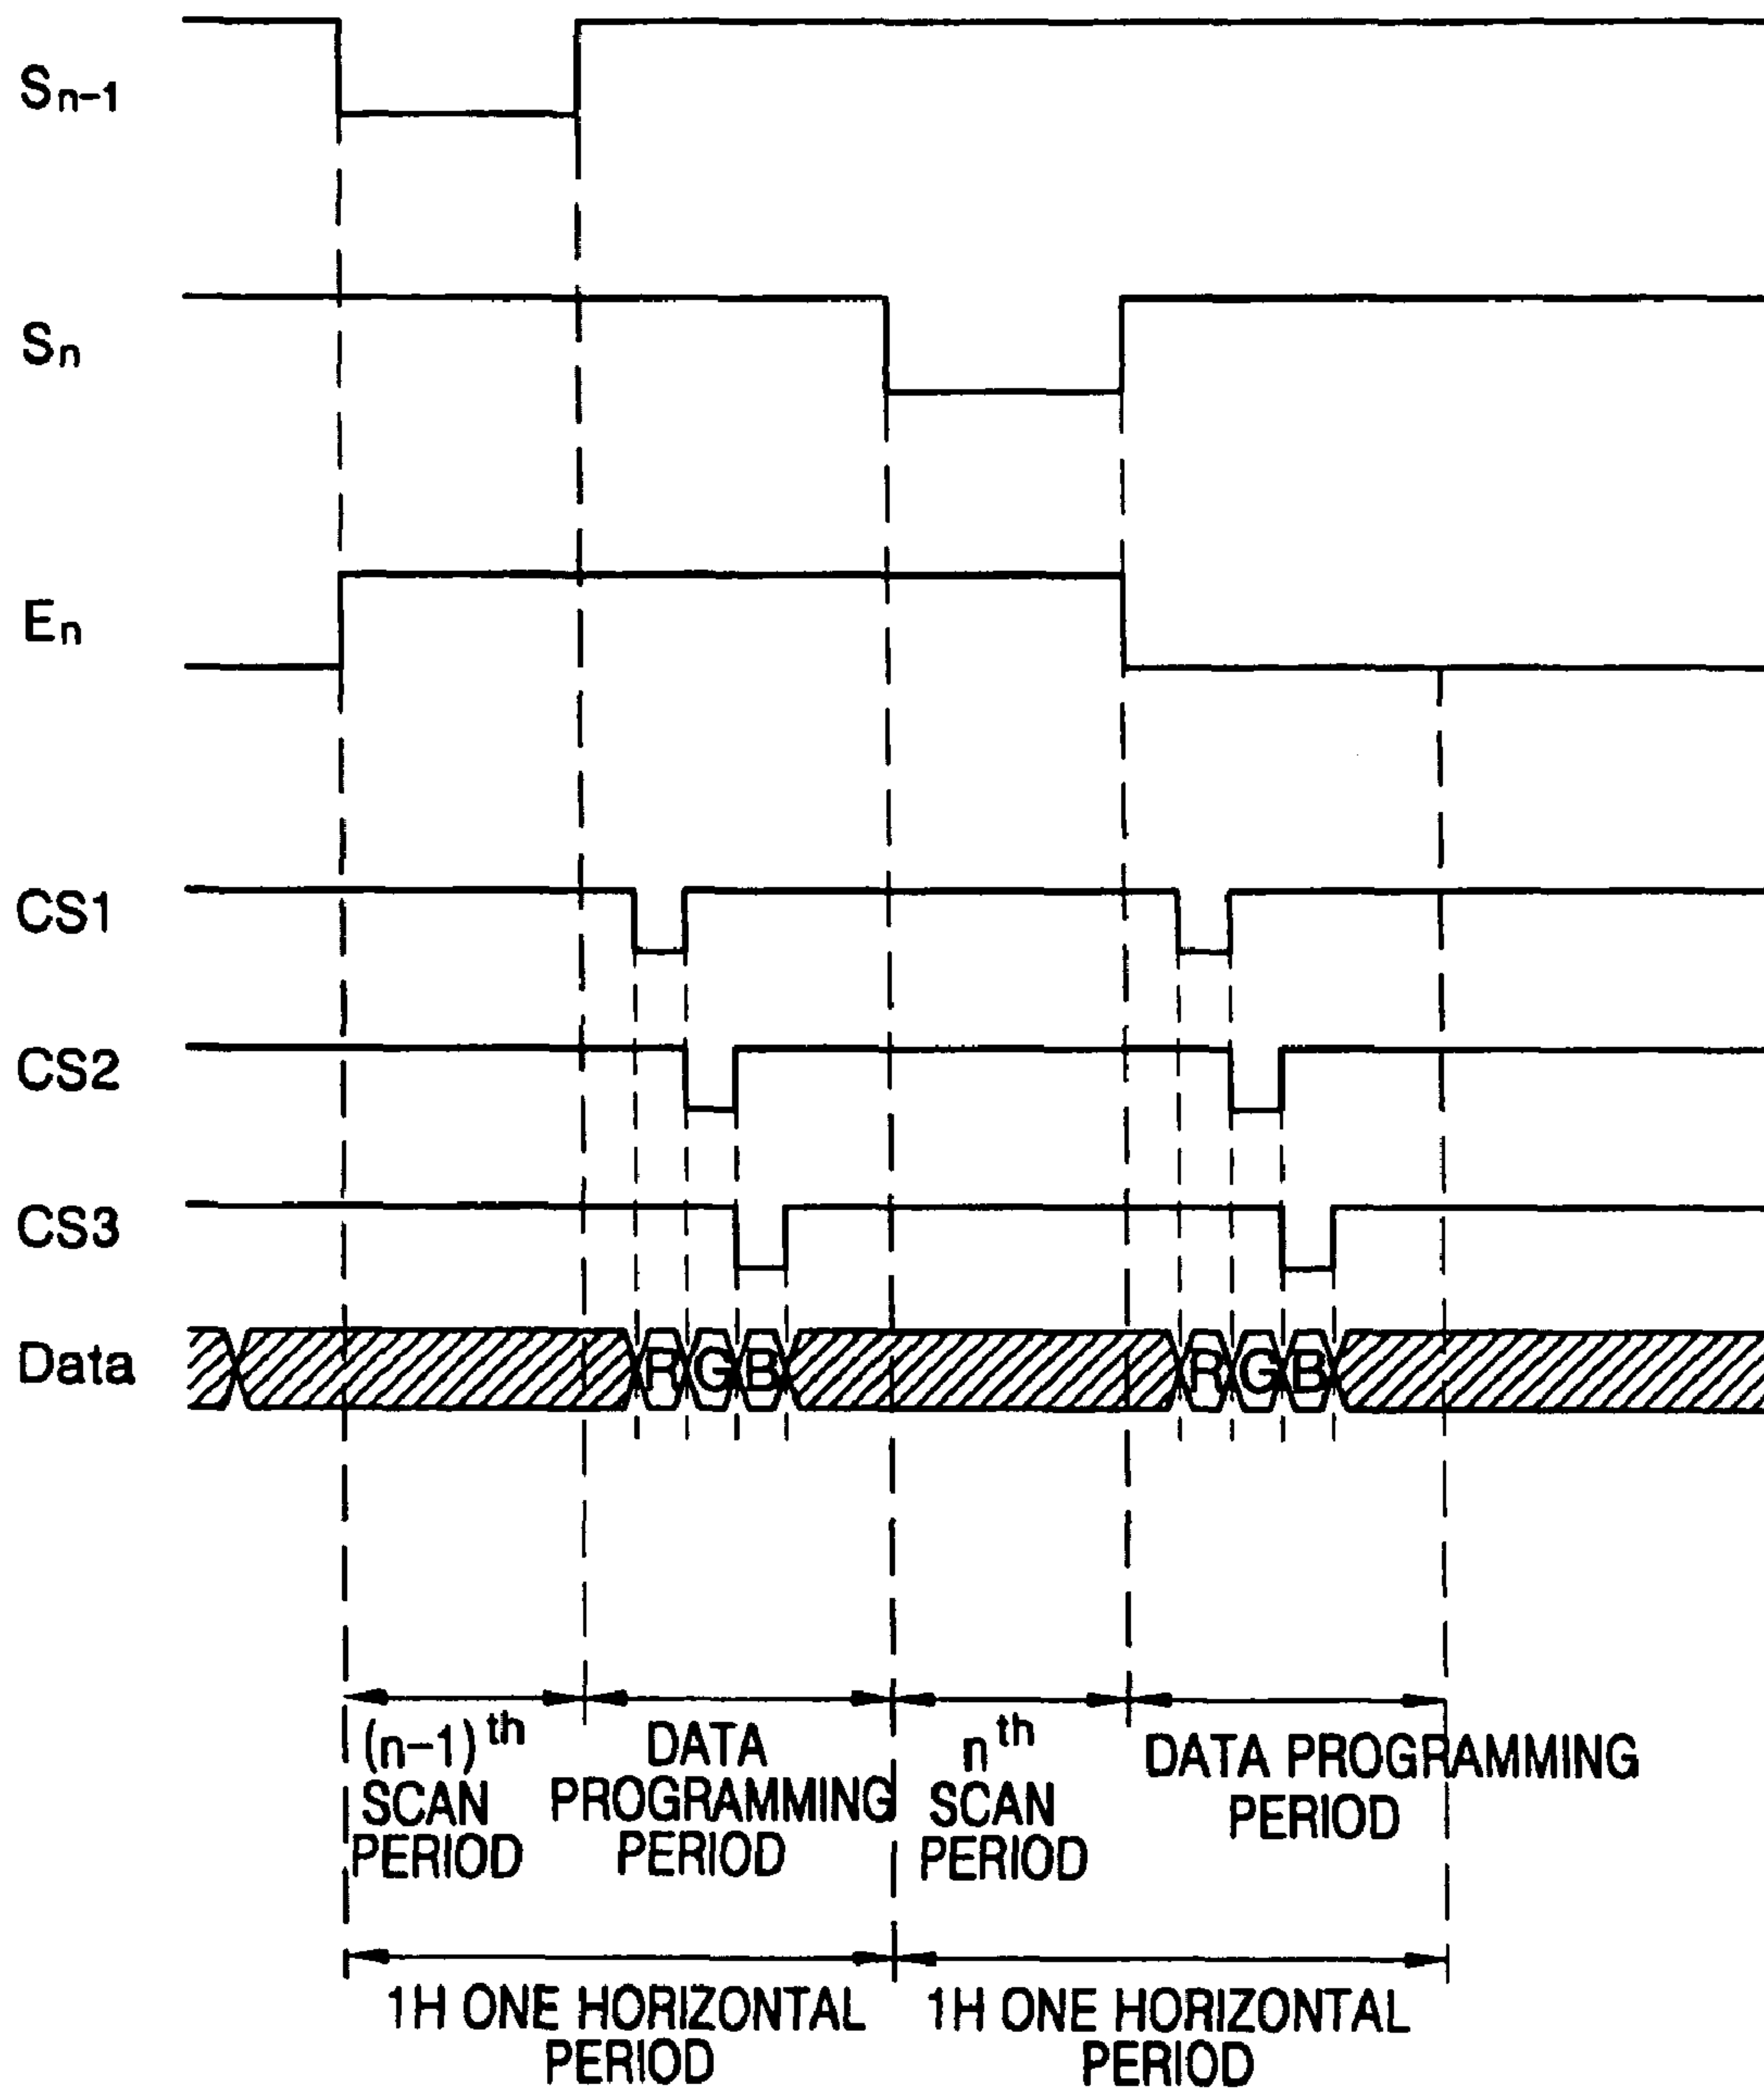 Sn-1
Sn
En
CS1
CS2
CS3
Data
R G B
R G B
(n-1)th
SCAN
PERIOD
DATA
PROGRAMMING
PERIOD
nth
SCAN
PERIOD
DATA PROGRAMMING
PERIOD
1H ONE HORIZONTAL
PERIOD
1H ONE HORIZONTAL
PERIOD